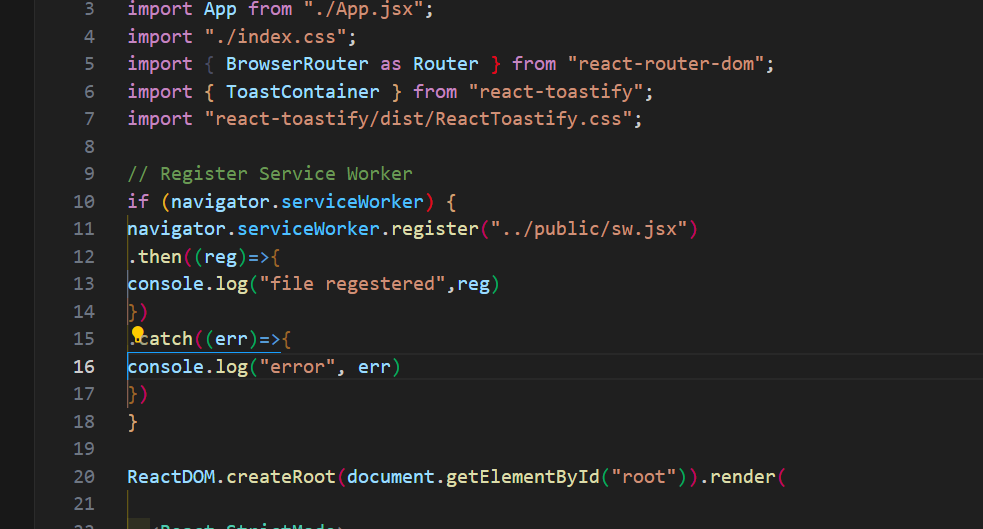 3 import App from "./App.jsx";
4 import "./index.css";
5 import { BrowserRouter as Router } from "react-router-dom";
6 import { ToastContainer } from "react-toastify";
7 import "react-toastify/dist/ReactToastify.css";
8
9 // Register Service Worker
10 if (navigator.serviceWorker) {
11 navigator.serviceWorker.register("../public/sw.jsx")
12 .then((reg)=>{
13 console.log("file regestered",reg)
14 })
15 .catch((err)=>{
16 console.log("error", err)
17 })
18 }
19
20 ReactDOM.createRoot(document.getElementById("root")).render(
21
22 <React.StrictMode>